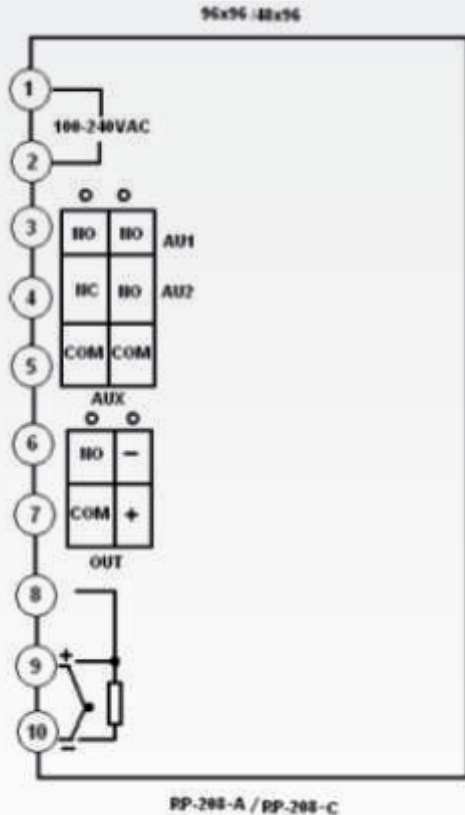 96x96 /48x96
1
100-240VAC
2
3 NO NO AU1
4 NC NO AU2
5 COM COM
AUX
6 NO -
7 COM +
OUT
8
9 +
10 -
RP-208-A / RP-208-C